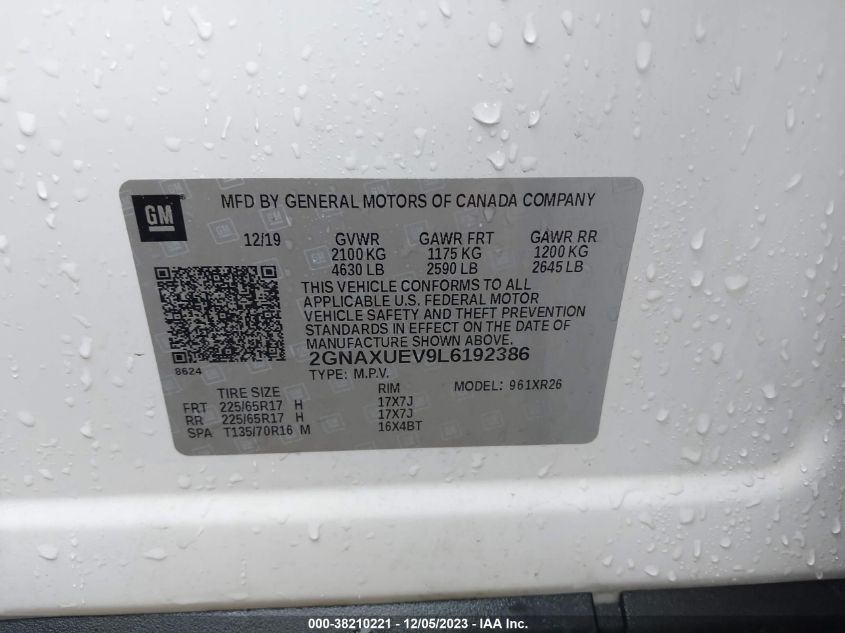 GM
MFD BY GENERAL MOTORS OF CANADA COMPANY
12/19 GVWR GAWR FRT GAWR RR
2100 KG 1175 KG 1200 KG
4630 LB 2590 LB 2645 LB
THIS VEHICLE CONFORMS TO ALL
APPLICABLE U.S. FEDERAL MOTOR
VEHICLE SAFETY AND THEFT PREVENTION
STANDARDS IN EFFECT ON THE DATE OF
MANUFACTURE SHOWN ABOVE.
2GNAXUEV9L6192386
8624
TYPE: M.P.V. MODEL: 961XR26
TIRE SIZE RIM
FRT 225/65R17 H 17X7J
RR 225/65R17 H 17X7J
SPA T135/70R16 M 16X4BT
000-38210221 - 12/05/2023 - IAA Inc.